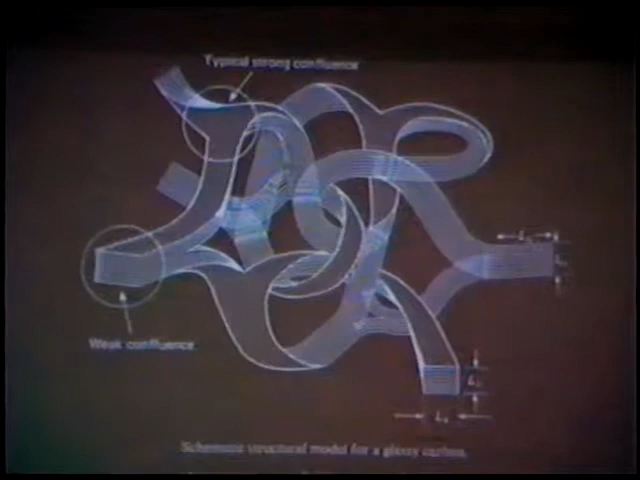 Typical strong confluence
Weak confluence
L
Schematic structural model for a glassy carbon.